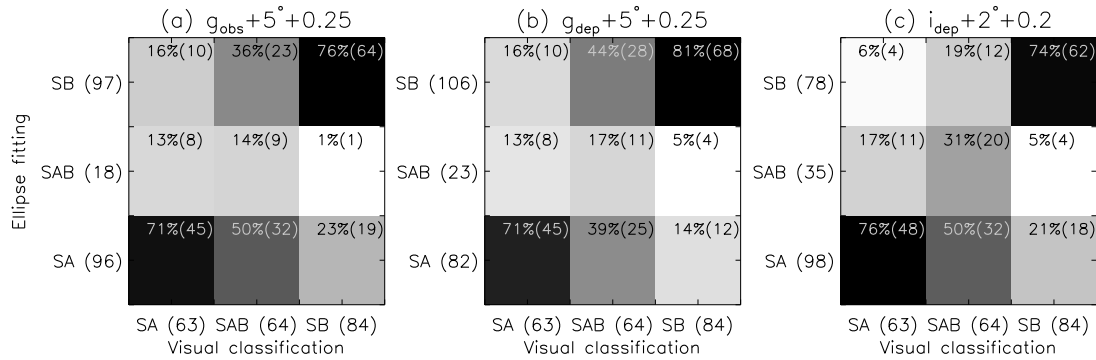 (a) g_obs+5°+0.25
(b) g_dep+5°+0.25
(c) i_dep+2°+0.2
Ellipse fitting
SB (97)
16%(10) 36%(23) 76%(64)
SAB (18)
13%(8) 14%(9) 1%(1)
SA (96)
71%(45) 50%(32) 23%(19)
SA (63) SAB (64) SB (84)
Visual classification
SB (106)
16%(10) 44%(28) 81%(68)
SAB (23)
13%(8) 17%(11) 5%(4)
SA (82)
71%(45) 39%(25) 14%(12)
SA (63) SAB (64) SB (84)
Visual classification
SB (78)
6%(4) 19%(12) 74%(62)
SAB (35)
17%(11) 31%(20) 5%(4)
SA (98)
76%(48) 50%(32) 21%(18)
SA (63) SAB (64) SB (84)
Visual classification